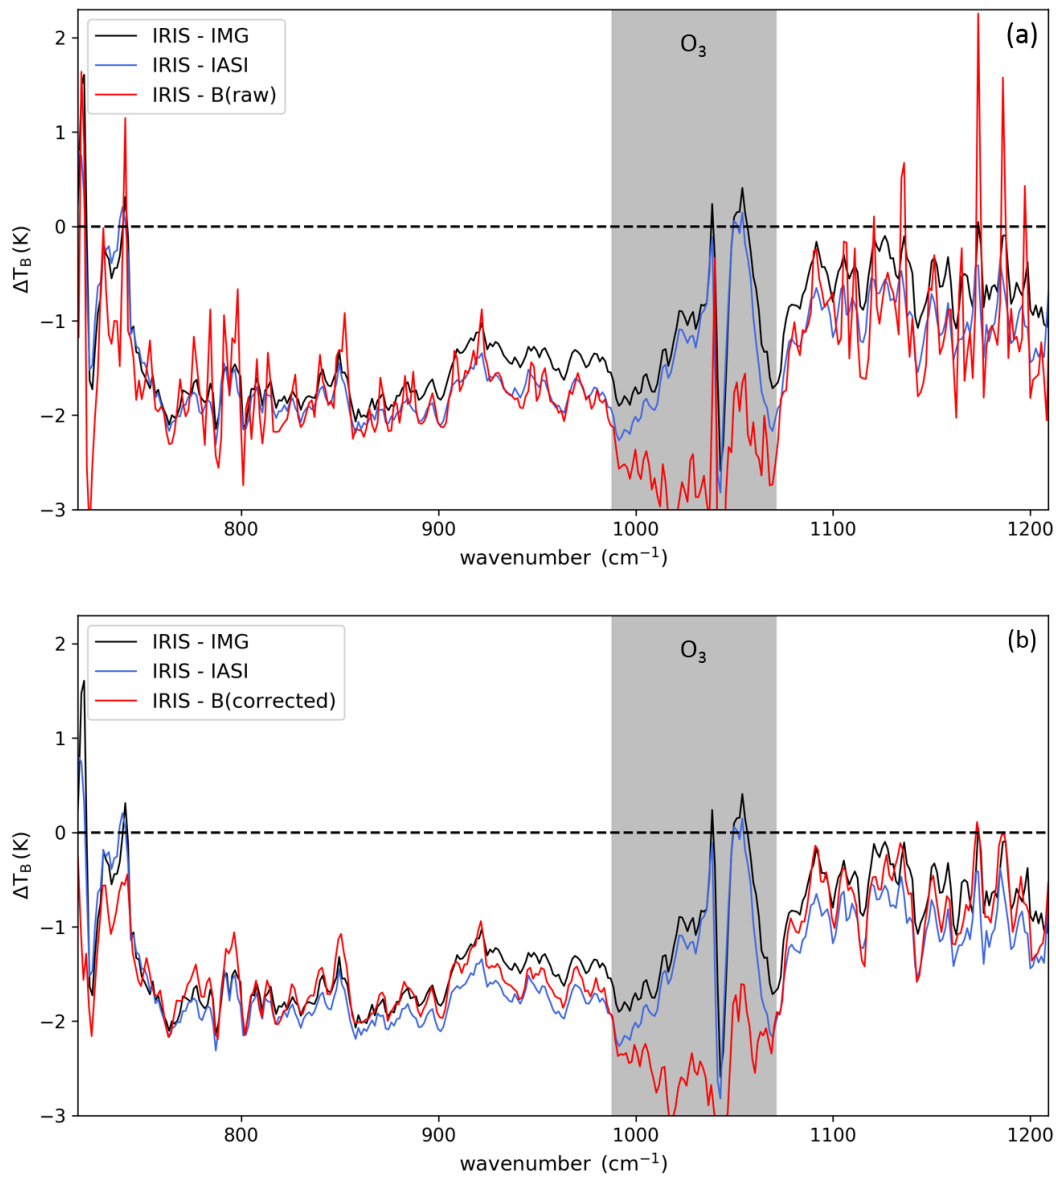 (a)
IRIS - IMG
IRIS - IASI
IRIS - B(raw)
O₃
2
1
0
−1
−2
−3
ΔT_B (K)
800 900 1000 1100 1200
wavenumber (cm⁻¹)
(b)
IRIS - IMG
IRIS - IASI
IRIS - B(corrected)
O₃
2
1
0
−1
−2
−3
ΔT_B (K)
800 900 1000 1100 1200
wavenumber (cm⁻¹)